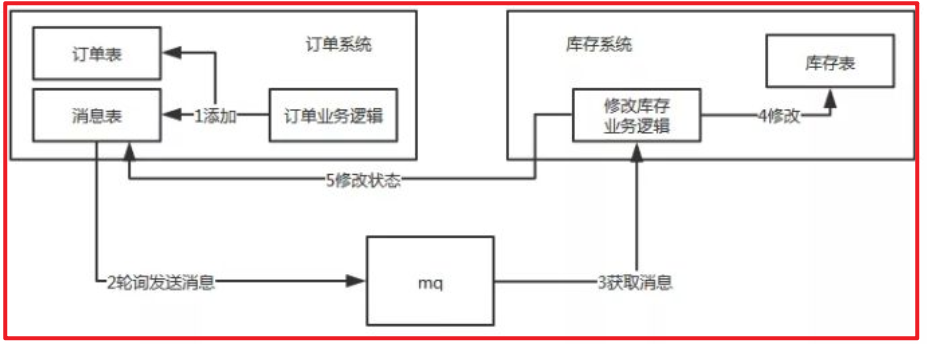 订单系统
订单表
消息表
1添加
订单业务逻辑
库存系统
库存表
修改库存
业务逻辑
4修改
5修改状态
2轮词发送消息
mq
3获取消息